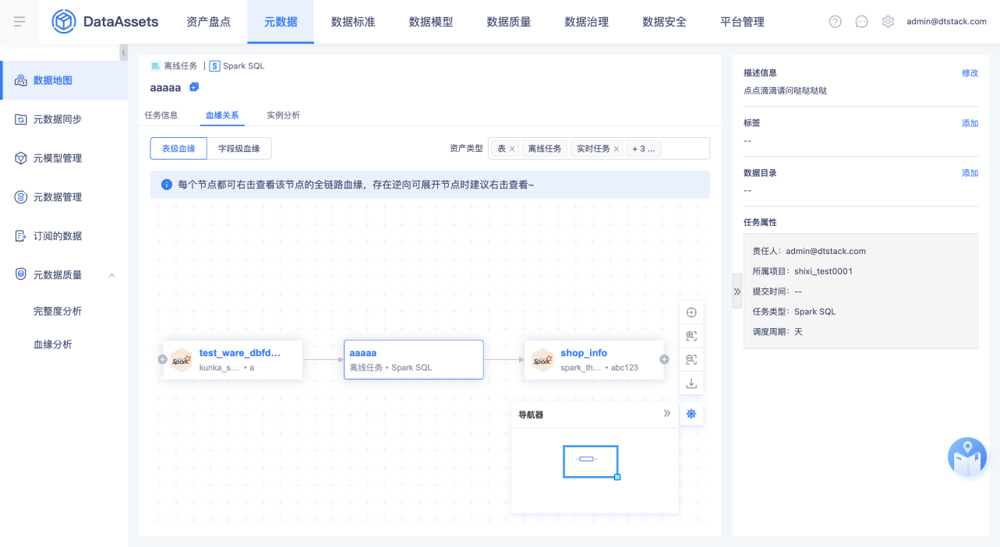 DataAssets 资产盘点 元数据 数据标准 数据模型 数据质量 数据治理 数据安全 平台管理 admin@dtstack.com
数据地图
元数据同步
元模型管理
元数据管理
订阅的数据
元数据质量
完整度分析
血缘分析
离线任务 | Spark SQL
aaaaa
任务信息 血缘关系 实例分析
表级血缘 字段级血缘 资产类型 表 × 离线任务 实时任务 × + 3 ...
每个节点都可右击查看该节点的全链路血缘，存在逆向可展开节点时建议右击查看~
test_ware_dbfd...
kunka_s... • a
aaaaa
离线任务 • Spark SQL
shop_info
spark_th... • abc123
导航器
描述信息 修改
点点滴滴请问哒哒哒哒
标签 添加
--
数据目录 添加
--
任务属性
责任人：admin@dtstack.com
所属项目：shixi_test0001
提交时间：--
任务类型：Spark SQL
调度周期：天